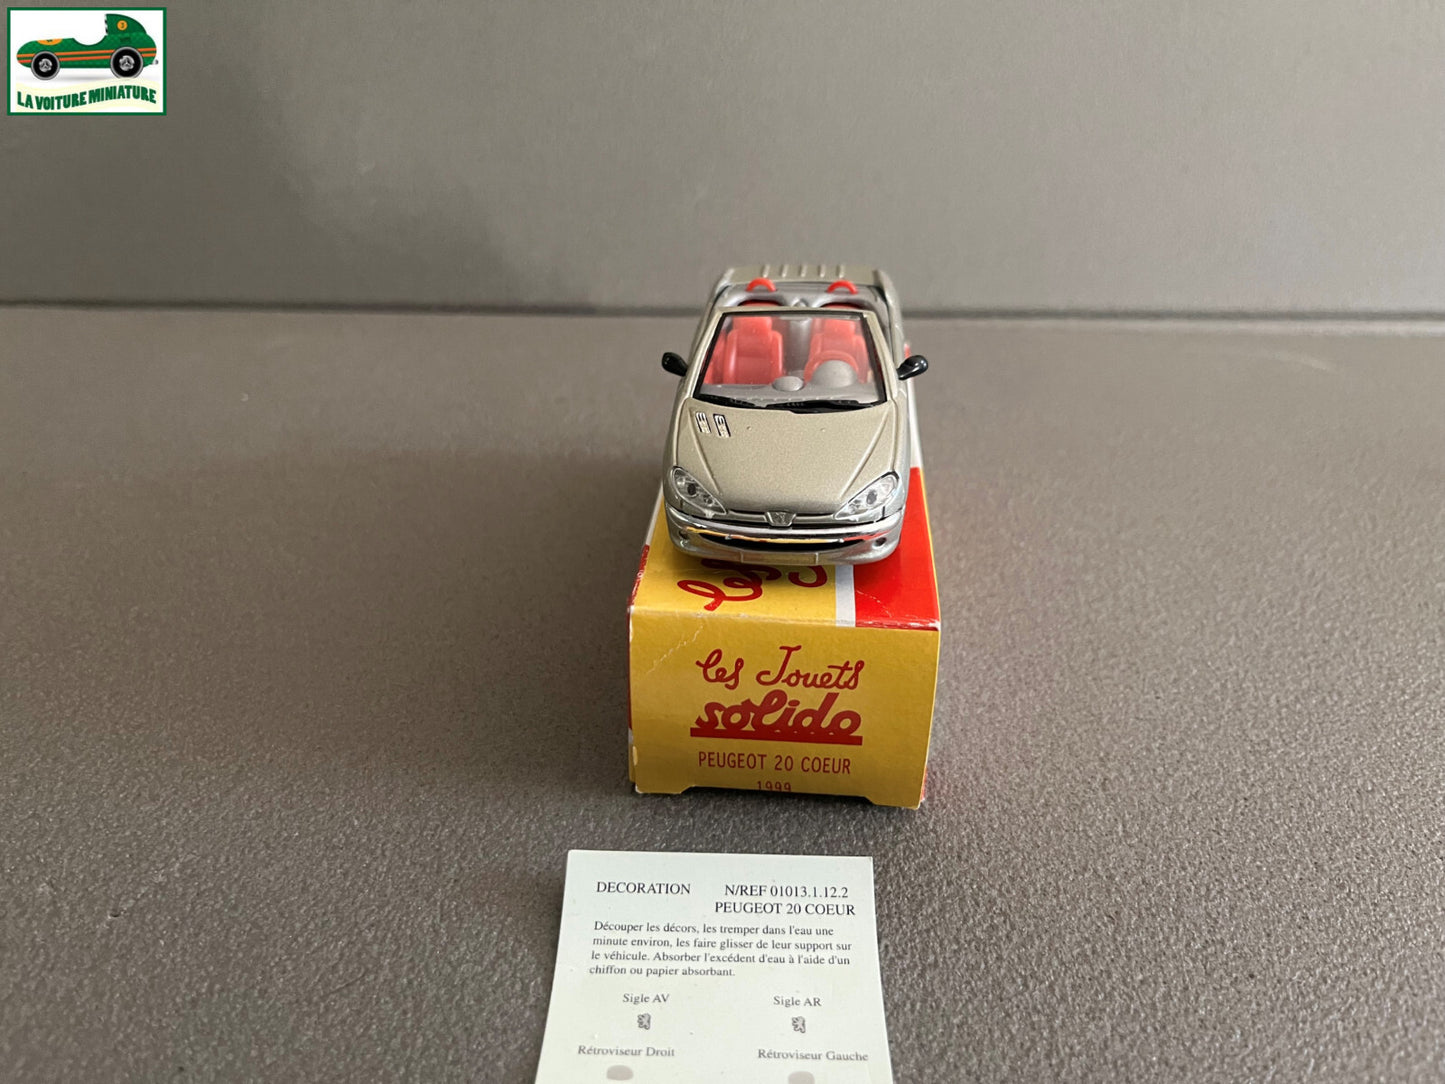 3
LA VOITURE MINIATURE
les Jouets
solido
PEUGEOT 20 COEUR
1999
DECORATION N/REF 01013.1.12.2
PEUGEOT 20 COEUR
Découper les décors, les tremper dans l'eau une
minute environ, les faire glisser de leur support sur
le véhicule. Absorber l'excédent d'eau à l'aide d'un
chiffon ou papier absorbant.
Sigle AV Sigle AR
Rétroviseur Droit Rétroviseur Gauche